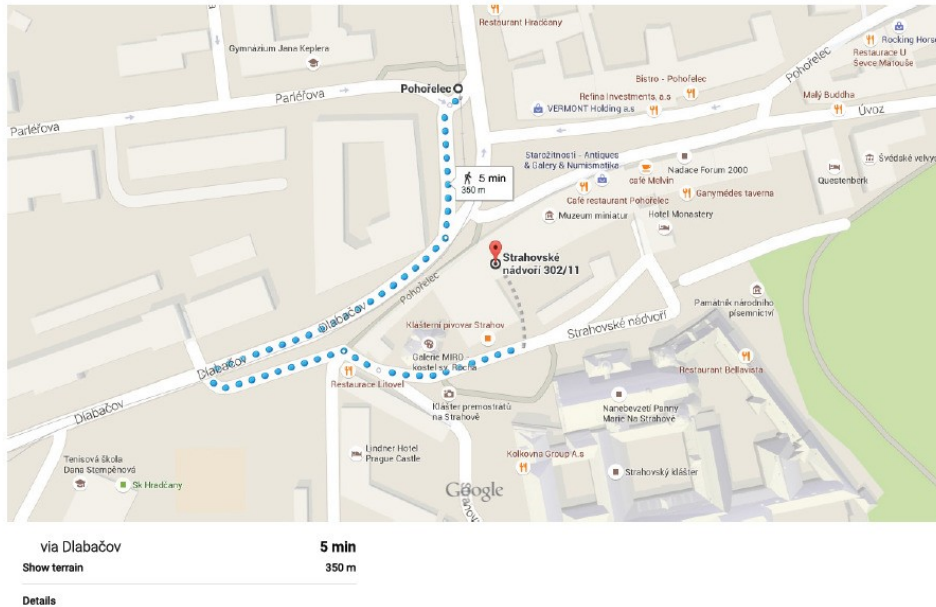 Restaurant Hradčany
Gymnázium Jana Keplera
Rocking Horse
Restaurace U
Ševce Matouše
Pohořelec
Parléřova
Parléřova
Pohořelec
Bistro - Pohořelec
Refina Investments, a.s
VERMONT Holding a.s
Malý Buddha
Úvoz
Starožitnosti - Antiques
& Galery & Numismatika
café Melvin
Nadace Forum 2000
Švédské velvy
Questenberk
5 min
350 m
Café restaurant Pohořelec
Ganymédes taverna
Muzeum miniatur
Hotel Monastery
Strahovské
nádvoří 302/11
Pohořelec
Památník národního
písemnictví
Dlabačov
Klášterní pivovar Strahov
Strahovské nádvoří
Galerie MIRO -
kostel sv. Rocha
Dlabačov
Restaurace Litovel
Restaurant Bellavista
Dlabačov
Klášter premostrátů
na Strahově
Nanebevzetí Panny
Marie Na Strahově
Lindner Hotel
Prague Castle
Tenisová škola
Dana Stempěnová
Kolkovna Group A.s
Strahovský klášter
Sk Hradčany
Google
via Dlabačov
5 min
Show terrain
350 m
Details